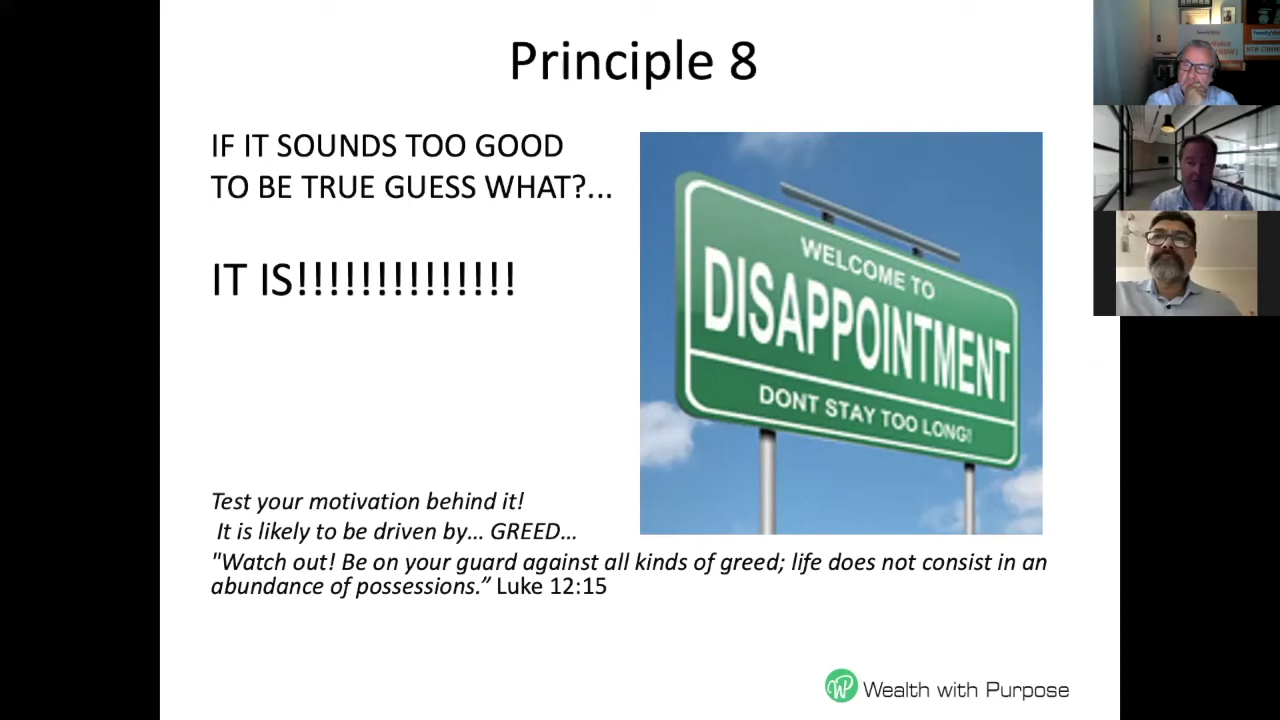 Principle 8
IF IT SOUNDS TOO GOOD
TO BE TRUE GUESS WHAT?...
IT IS!!!!!!!!!!!!!!
WELCOME TO
DISAPPOINTMENT
DONT STAY TOO LONG!
Test your motivation behind it!
It is likely to be driven by... GREED...
"Watch out! Be on your guard against all kinds of greed; life does not consist in an
abundance of possessions.” Luke 12:15
Wealth with Purpose